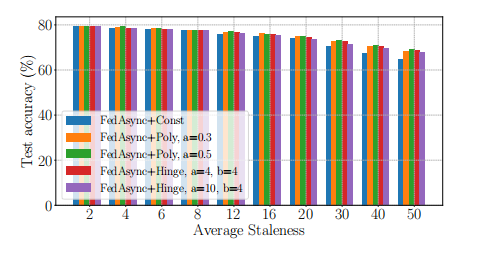 80
60
40
20
0
Test accuracy (%)
FedAsync+Const
FedAsync+Poly, a=0.3
FedAsync+Poly, a=0.5
FedAsync+Hinge, a=4, b=4
FedAsync+Hinge, a=10, b=4
2 4 6 8 12 16 20 30 40 50
Average Staleness